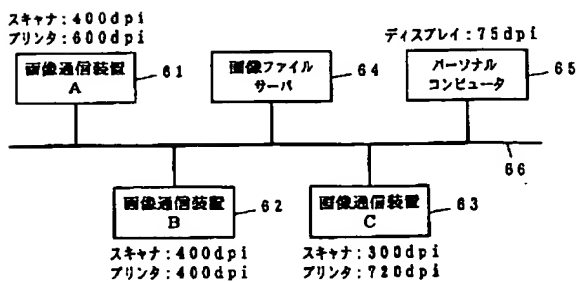 スキャナ:400dpi
プリンタ:600dpi
画像通信装置
A
61
画像ファイル
サーバ
64
ディスプレイ:75dpi
パーソナル
コンピュータ
65
66
画像通信装置
B
62
画像通信装置
C
63
スキャナ:400dpi
プリンタ:400dpi
スキャナ:300dpi
プリンタ:720dpi